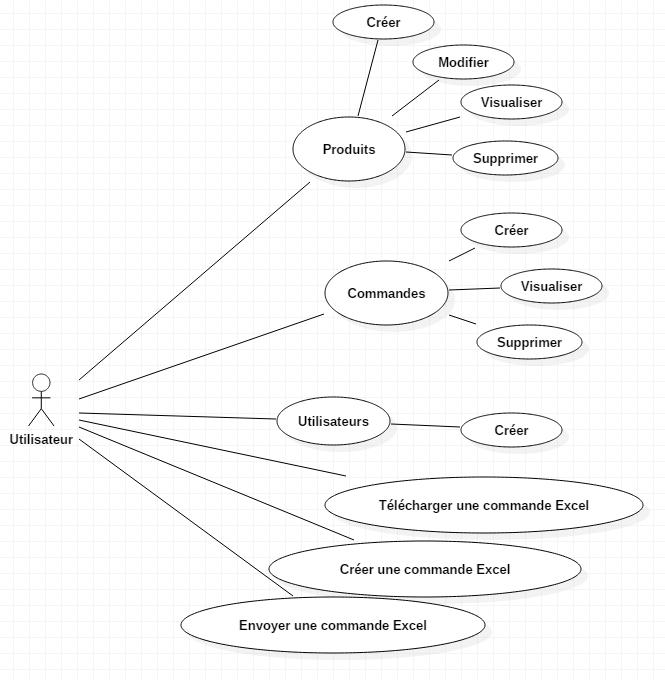 Créer
Modifier
Visualiser
Produits
Supprimer
Créer
Commandes
Visualiser
Supprimer
Utilisateur
Utilisateurs
Créer
Télécharger une commande Excel
Créer une commande Excel
Envoyer une commande Excel